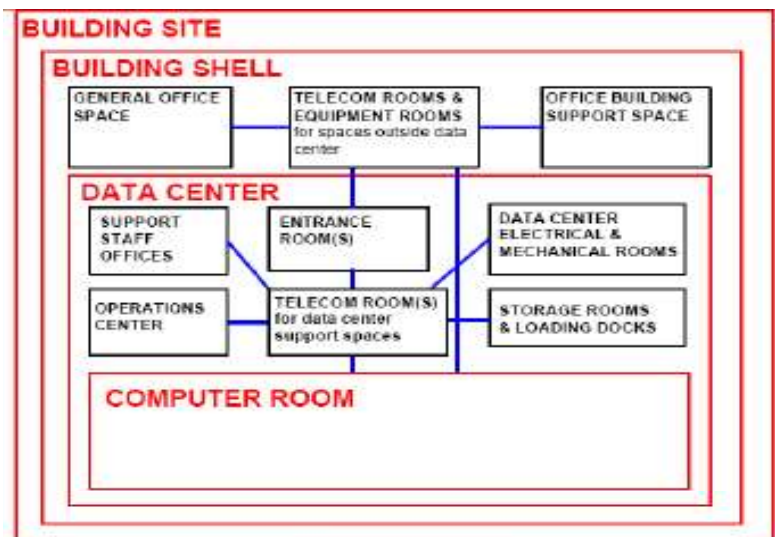 BUILDING SITE
BUILDING SHELL
GENERAL OFFICE
SPACE
TELECOM ROOMS &
EQUIPMENT ROOMS
for spaces outside data
center
OFFICE BUILDING
SUPPORT SPACE
DATA CENTER
SUPPORT
STAFF
OFFICES
ENTRANCE
ROOM(S)
DATA CENTER
ELECTRICAL &
MECHANICAL ROOMS
OPERATIONS
CENTER
TELECOM ROOM(S)
for data center
support spaces
STORAGE ROOMS
& LOADING DOCKS
COMPUTER ROOM